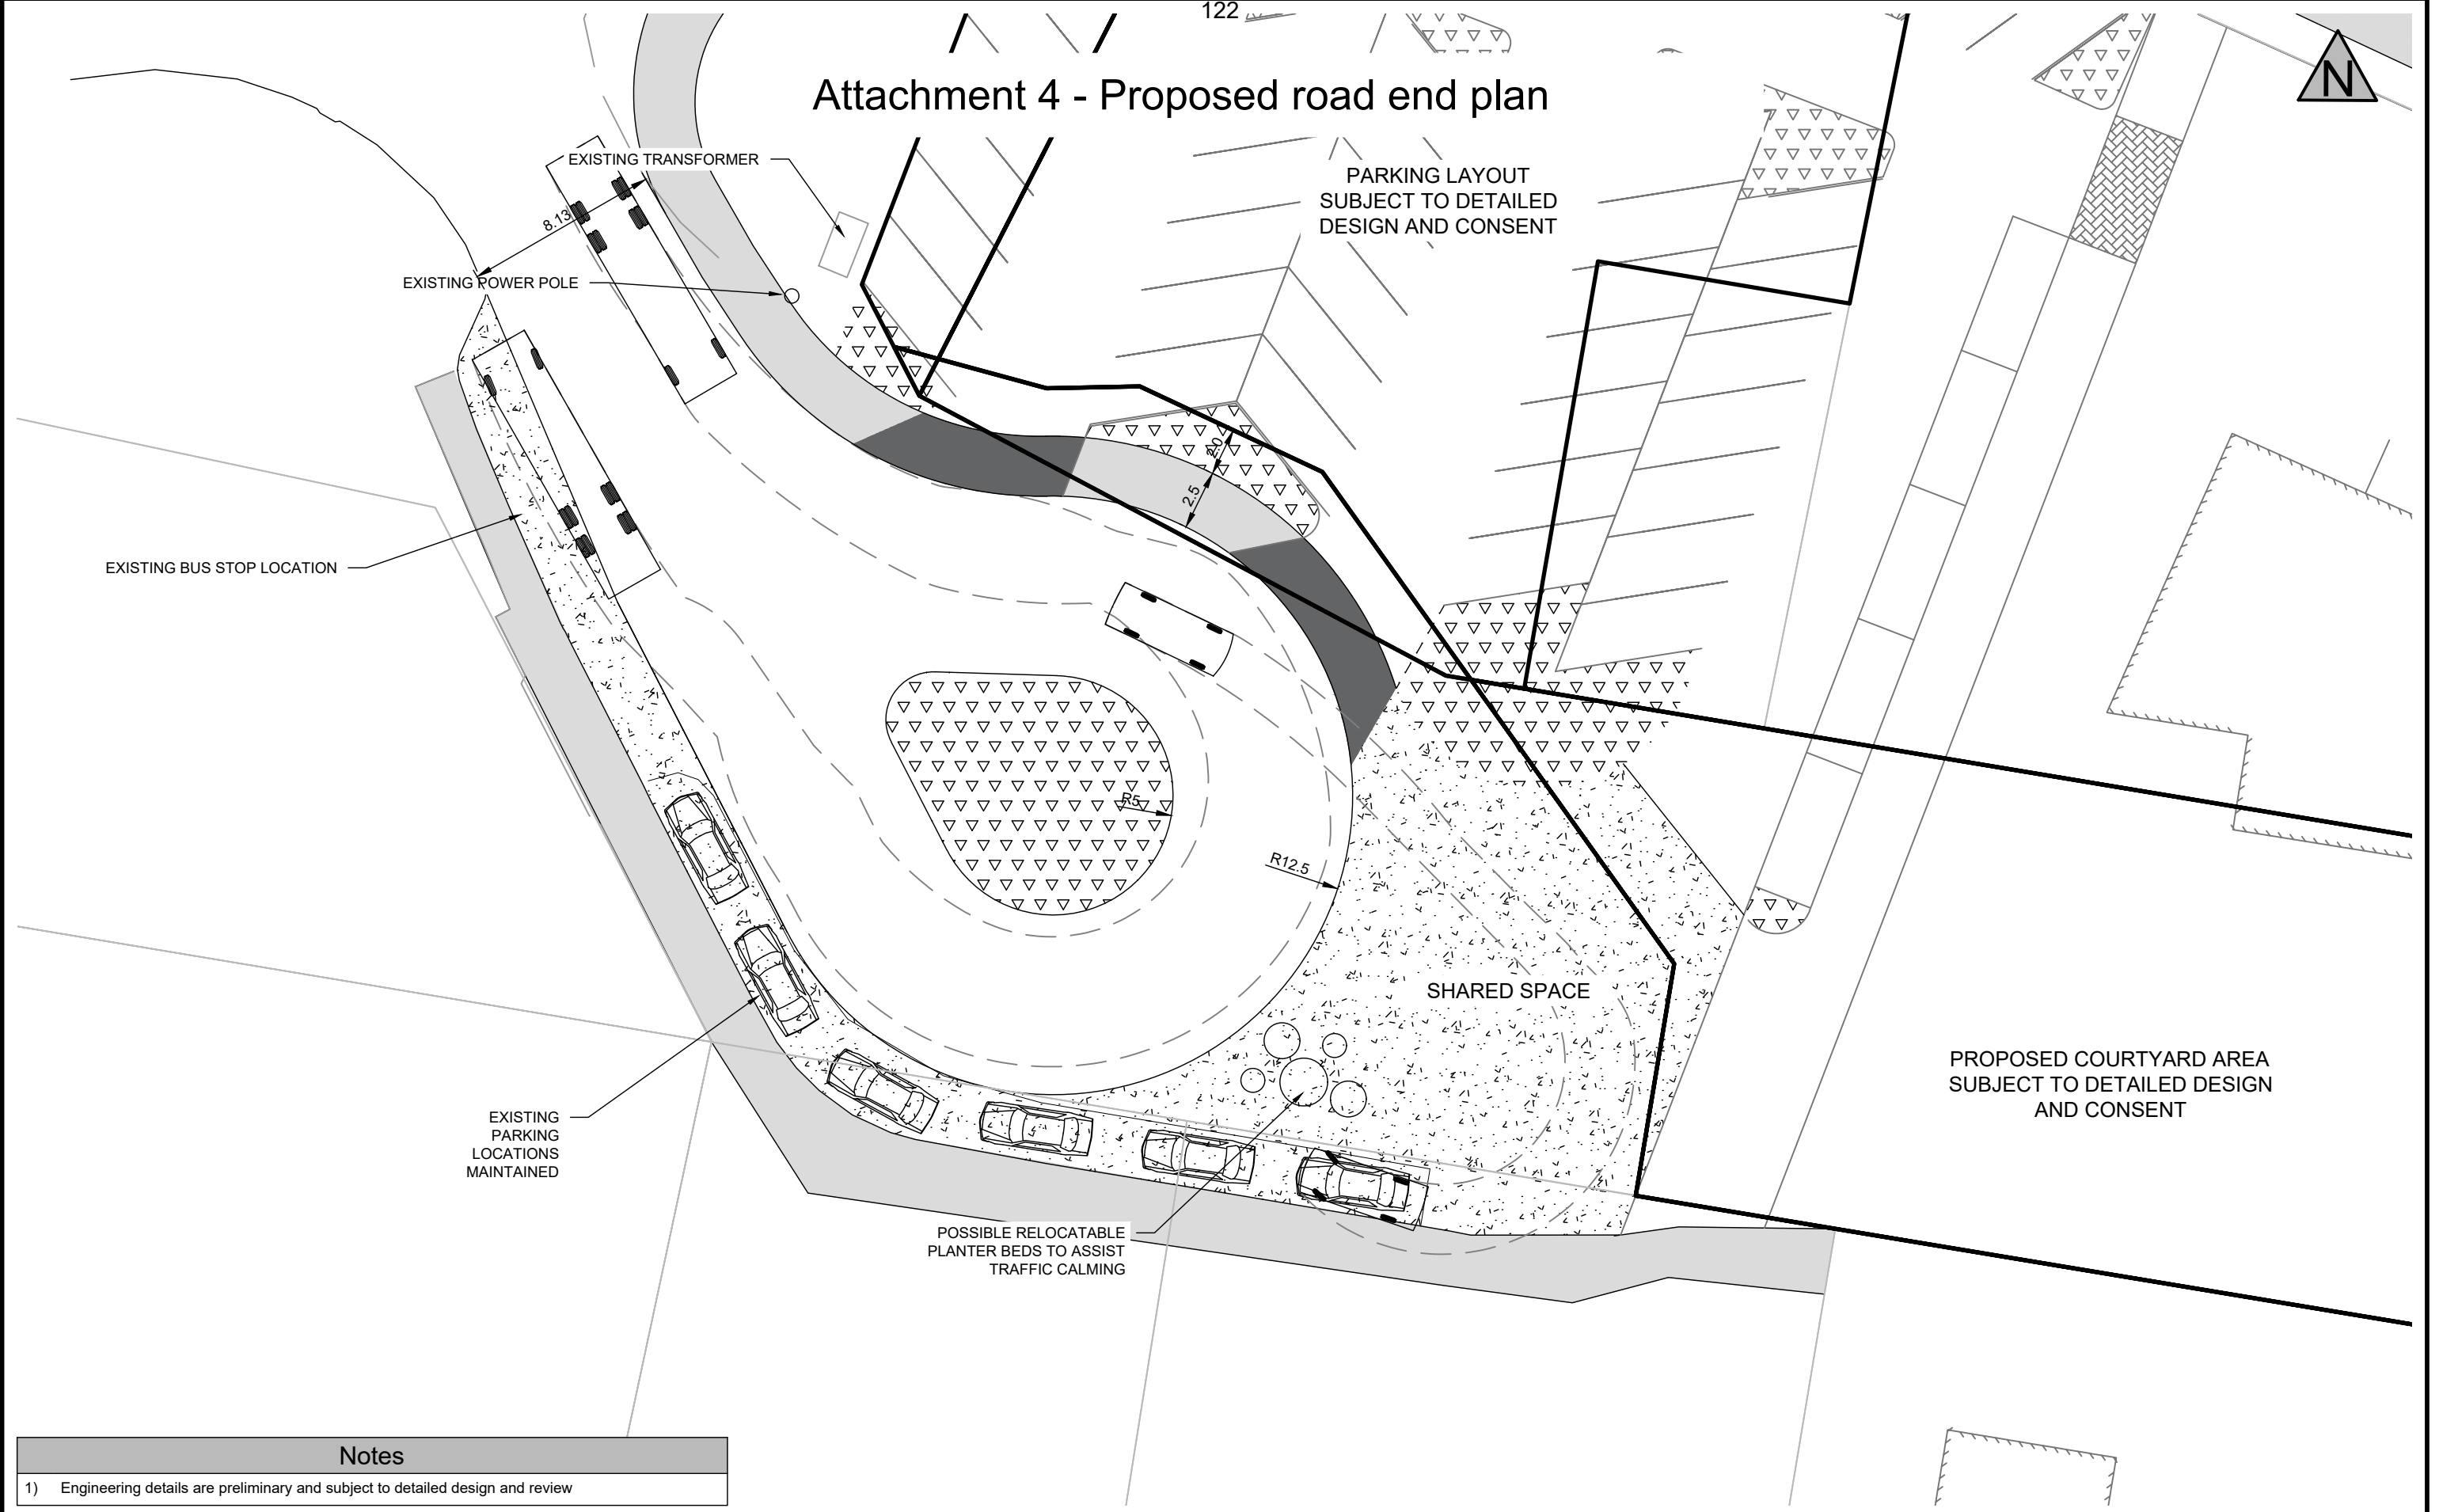 122
Attachment 4 - Proposed road end plan
N
EXISTING TRANSFORMER
PARKING LAYOUT
SUBJECT TO DETAILED
DESIGN AND CONSENT
8.13
EXISTING POWER POLE
2.0
2.5
EXISTING BUS STOP LOCATION
R5
R12.5
SHARED SPACE
PROPOSED COURTYARD AREA
SUBJECT TO DETAILED DESIGN
AND CONSENT
EXISTING
PARKING
LOCATIONS
MAINTAINED
POSSIBLE RELOCATABLE
PLANTER BEDS TO ASSIST
TRAFFIC CALMING
Notes
1) Engineering details are preliminary and subject to detailed design and review